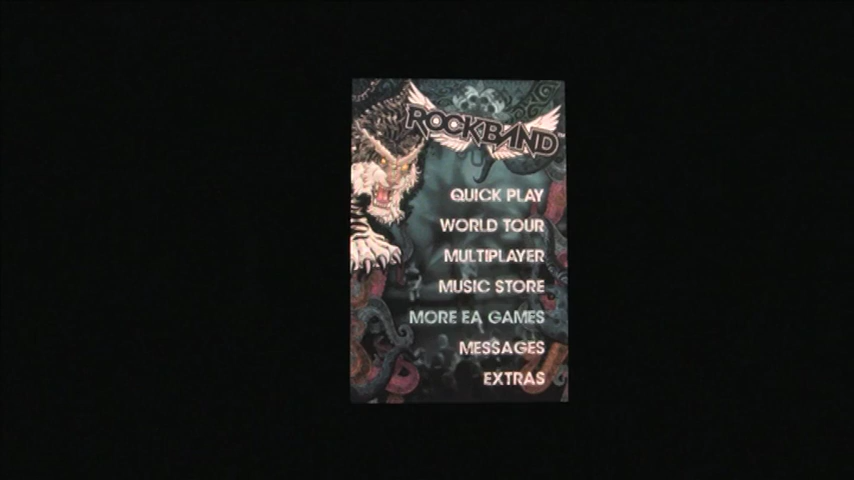 ROCKBAND
QUICK PLAY
WORLD TOUR
MULTIPLAYER
MUSIC STORE
MORE EA GAMES
MESSAGES
EXTRAS